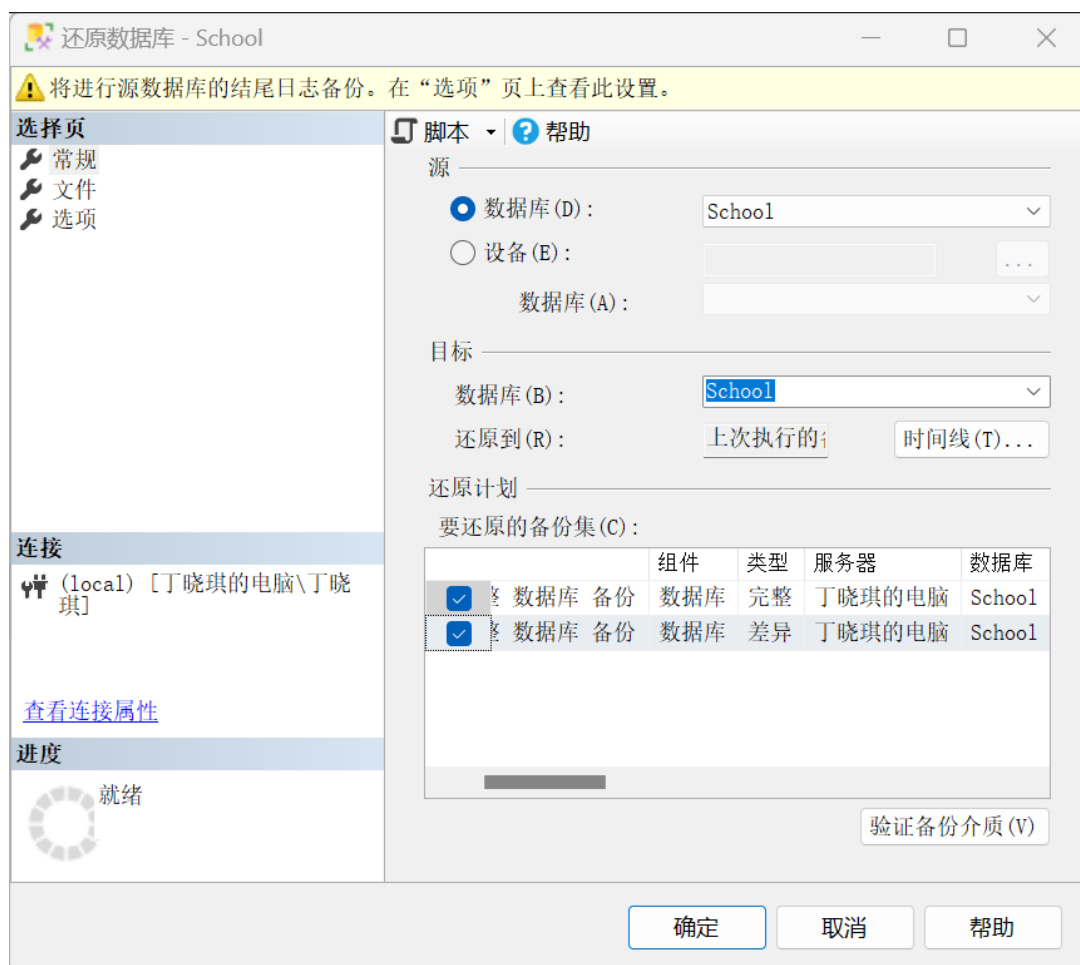 还原数据库 - School
将进行源数据库的结尾日志备份。在“选项”页上查看此设置。
选择页
常规
文件
选项
脚本 帮助
源
数据库(D): School
设备(E): ...
数据库(A):
目标
数据库(B): School
还原到(R): 上次执行的 时间线(T)...
还原计划
要还原的备份集(C):
组件 类型 服务器 数据库
数据库 备份 数据库 完整 丁晓琪的电脑 School
数据库 备份 数据库 差异 丁晓琪的电脑 School
验证备份介质(V)
连接
(local) [丁晓琪的电脑\丁晓
琪]
查看连接属性
进度
就绪
确定 取消 帮助